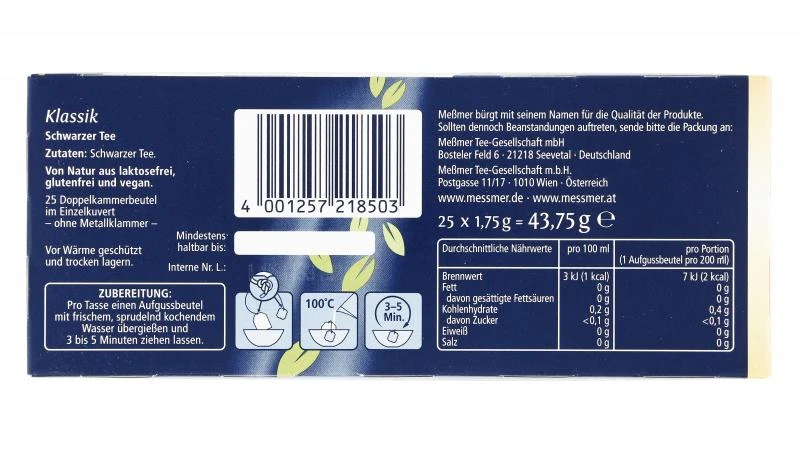 Klassik
Schwarzer Tee
Zutaten: Schwarzer Tee.
Von Natur aus laktosefrei,
glutenfrei und vegan.
25 Doppelkammerbeutel
im Einzelkuvert
– ohne Metallklammer –
Vor Wärme geschützt
und trocken lagern.
ZUBEREITUNG:
Pro Tasse einen Aufgussbeutel
mit frischem, sprudelnd kochendem
Wasser übergießen und
3 bis 5 Minuten ziehen lassen.
4 001257 218503
Mindestens
haltbar bis:
Interne Nr. L.:
100°C
3–5
Min.
Meßmer bürgt mit seinem Namen für die Qualität der Produkte.
Sollten dennoch Beanstandungen auftreten, sende bitte die Packung an:
Meßmer Tee-Gesellschaft mbH
Bosteler Feld 6 · 21218 Seevetal · Deutschland
Meßmer Tee-Gesellschaft m.b.H.
Postgasse 11/17 · 1010 Wien · Österreich
www.messmer.de · www.messmer.at
25 x 1,75 g = 43,75 g ℮
Durchschnittliche Nährwerte pro 100 ml pro Portion
(1 Aufgussbeutel pro 200 ml)
Brennwert 3 kJ (1 kcal) 7 kJ (2 kcal)
Fett 0 g 0 g
davon gesättigte Fettsäuren 0 g 0 g
Kohlenhydrate 0,2 g 0,4 g
davon Zucker <0,1 g <0,1 g
Eiweiß 0 g 0 g
Salz 0 g 0 g